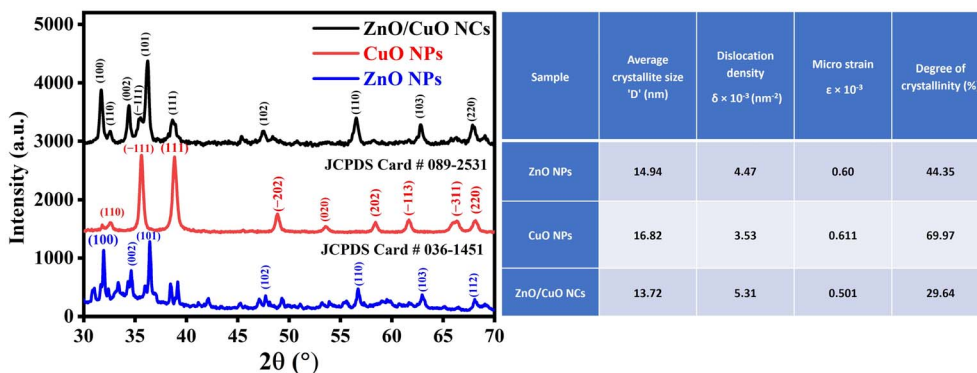 5000
4000
3000
2000
1000
0
Intensity (a.u.)
ZnO/CuO NCs
CuO NPs
ZnO NPs
(100)
(110)
(002)
(−111)
(101)
(111)
(102)
(110)
(103)
(220)
JCPDS Card # 089-2531
(110)
(−111)
(111)
(−202)
(020)
(202)
(−113)
(−311)
(220)
JCPDS Card # 036-1451
(100)
(002)
(101)
(102)
(110)
(103)
(112)
30 35 40 45 50 55 60 65 70
2θ (°)
Sample
Average
crystallite size
'D' (nm)
Dislocation
density
δ × 10⁻³ (nm⁻²)
Micro strain
ε × 10⁻³
Degree of
crystallinity (%
ZnO NPs 14.94 4.47 0.60 44.35
CuO NPs 16.82 3.53 0.611 69.97
ZnO/CuO NCs 13.72 5.31 0.501 29.64